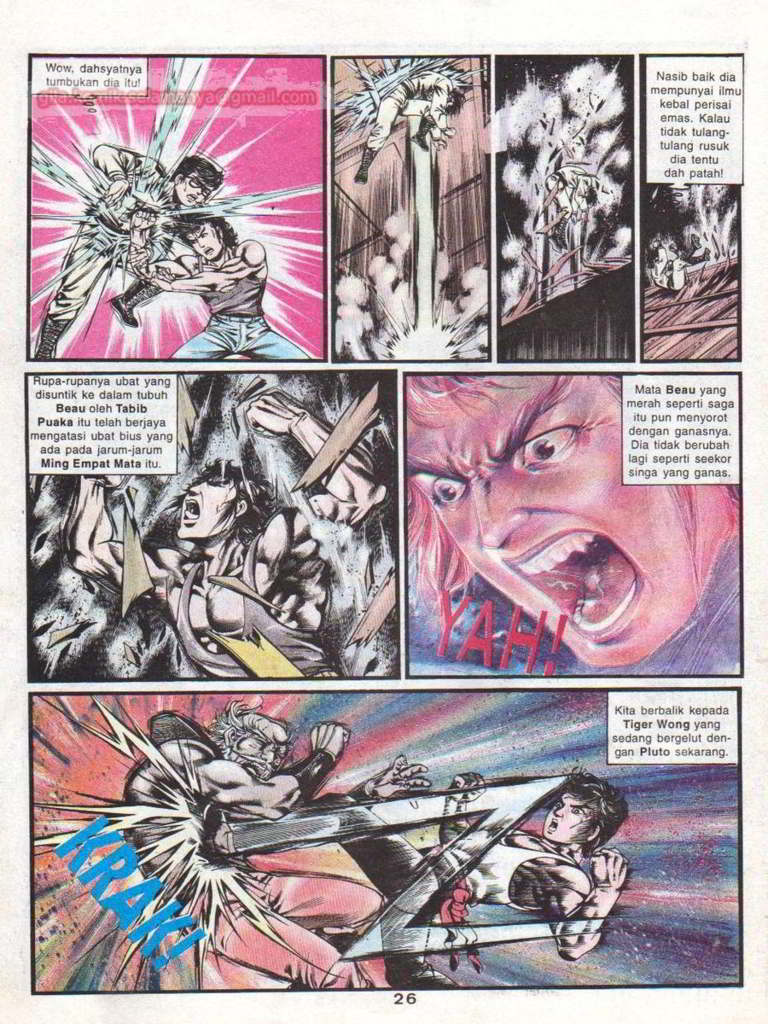 Wow, dahsyatnya
tumbukan dia itu!
Nasib baik dia
mempunyai ilmu
kebal perisai
emas. Kalau
tidak tulang-
tulang rusuk
dia tentu
dah patah!
Rupa-rupanya ubat yang
disuntik ke dalam tubuh
Beau oleh Tabib
Puaka itu telah berjaya
mengatasi ubat bius yang
ada pada jarum-jarum
Ming Empat Mata itu.
Mata Beau yang
merah seperti saga
itu pun menyorot
dengan ganasnya.
Dia tidak berubah
lagi seperti seekor
singa yang ganas.
YAH!
Kita berbalik kepada
Tiger Wong yang
sedang bergelut den-
gan Pluto sekarang.
KRAK!
26